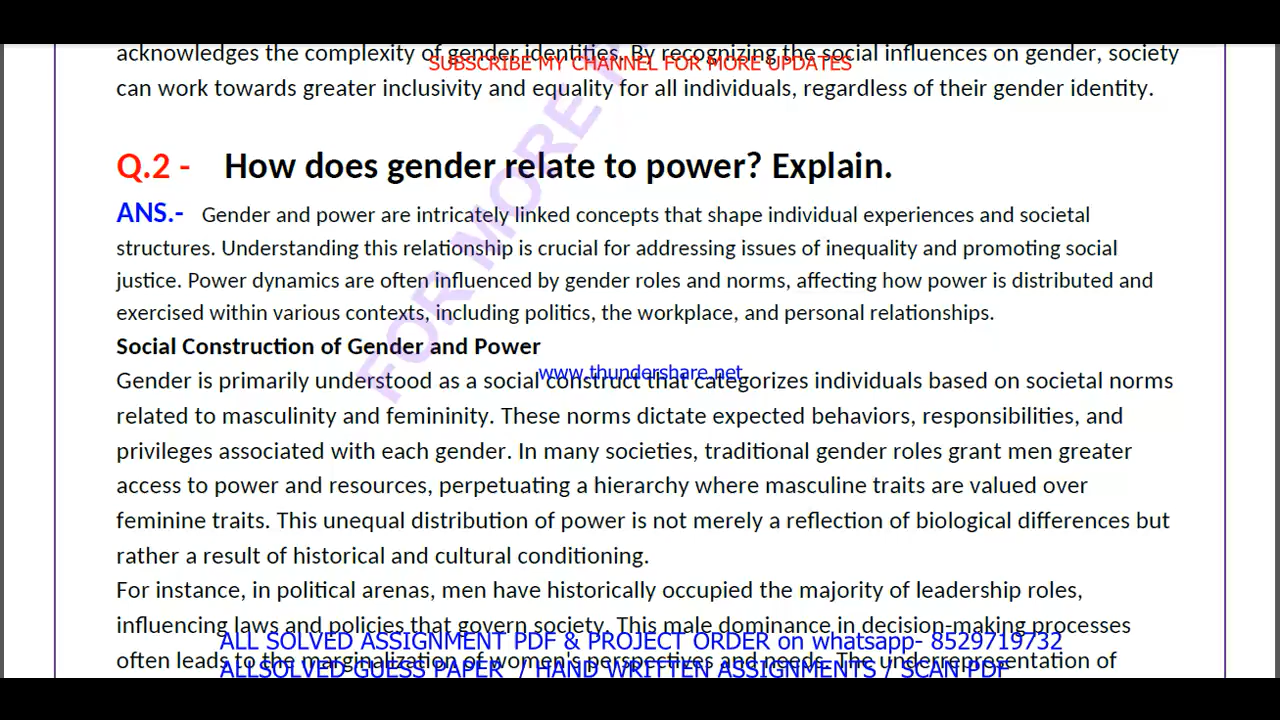 acknowledges the complexity of gender identities. By recognizing the social influences on gender, society
SUBSCRIBE MY CHANNEL FOR MORE UPDATES
can work towards greater inclusivity and equality for all individuals, regardless of their gender identity.
Q.2 - How does gender relate to power? Explain.
ANS.- Gender and power are intricately linked concepts that shape individual experiences and societal
structures. Understanding this relationship is crucial for addressing issues of inequality and promoting social
justice. Power dynamics are often influenced by gender roles and norms, affecting how power is distributed and
exercised within various contexts, including politics, the workplace, and personal relationships.
FOR MORE
Social Construction of Gender and Power
www.thundershare.net
Gender is primarily understood as a social construct that categorizes individuals based on societal norms
related to masculinity and femininity. These norms dictate expected behaviors, responsibilities, and
privileges associated with each gender. In many societies, traditional gender roles grant men greater
access to power and resources, perpetuating a hierarchy where masculine traits are valued over
feminine traits. This unequal distribution of power is not merely a reflection of biological differences but
rather a result of historical and cultural conditioning.
For instance, in political arenas, men have historically occupied the majority of leadership roles,
influencing laws and policies that govern society. This male dominance in decision-making processes
ALL SOLVED ASSIGNMENT PDF & PROJECT ORDER on whatsapp- 8529719732
often leads to the marginalization of women's perspectives and needs. The underrepresentation of
ALLSOLVED GUESS PAPER / HAND WRITTEN ASSIGNMENTS / SCAN PDF